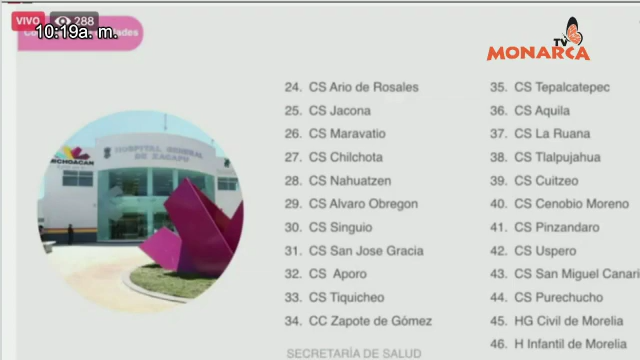 VIVO 288
10:19a. m.
TV
MONARCA
HOSPITAL GENERAL
DE ZACAPU
24. CS Ario de Rosales
25. CS Jacona
26. CS Maravatio
27. CS Chilchota
28. CS Nahuatzen
29. CS Alvaro Obregon
30. CS Singuio
31. CS San Jose Gracia
32. CS Aporo
33. CS Tiquicheo
34. CC Zapote de Gómez
35. CS Tepalcatepec
36. CS Aquila
37. CS La Ruana
38. CS Tlalpujahua
39. CS Cuitzeo
40. CS Cenobio Moreno
41. CS Pinzandaro
42. CS Uspero
43. CS San Miguel Canari
44. CS Purechucho
45. HG Civil de Morelia
46. H Infantil de Morelia
SECRETARÍA DE SALUD